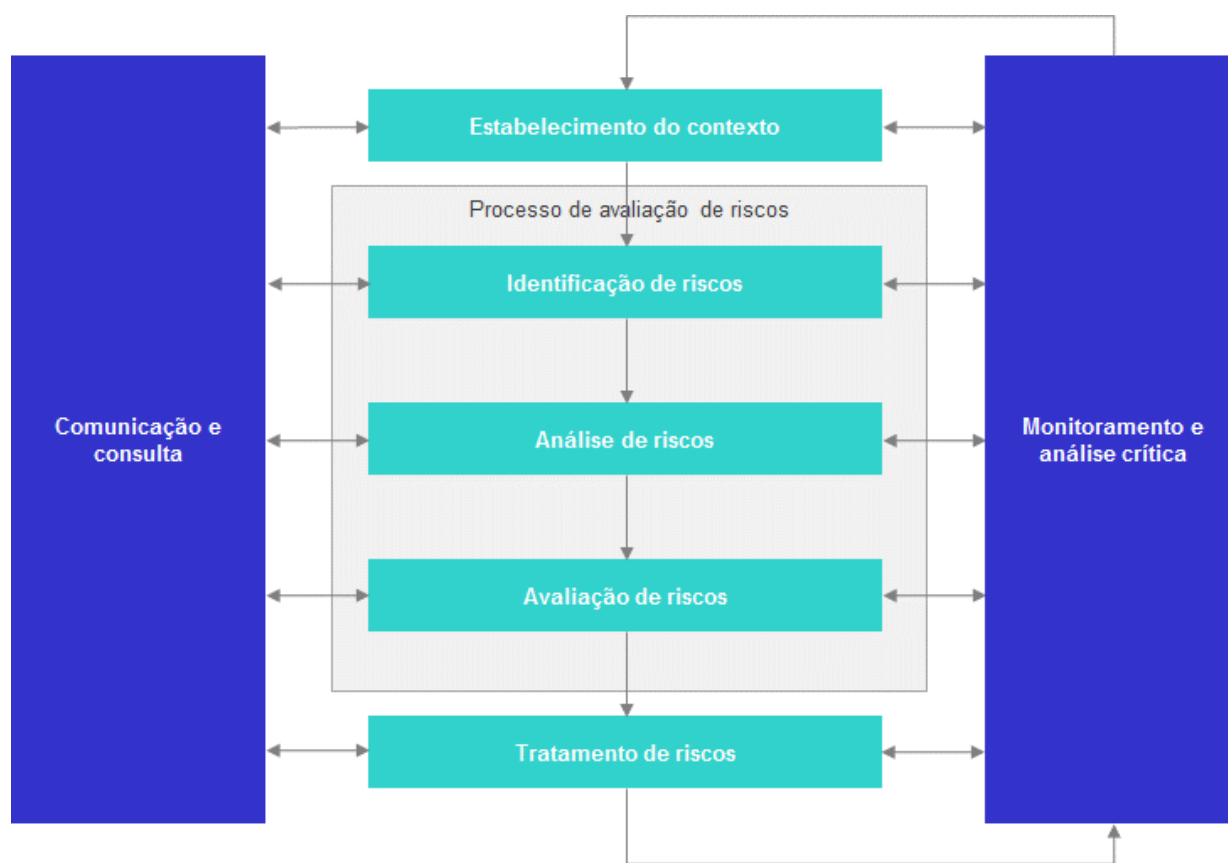 Estabelecimento do contexto
Processo de avaliação de riscos
Identificação de riscos
Comunicação e
consulta
Análise de riscos
Monitoramento e
análise crítica
Avaliação de riscos
Tratamento de riscos